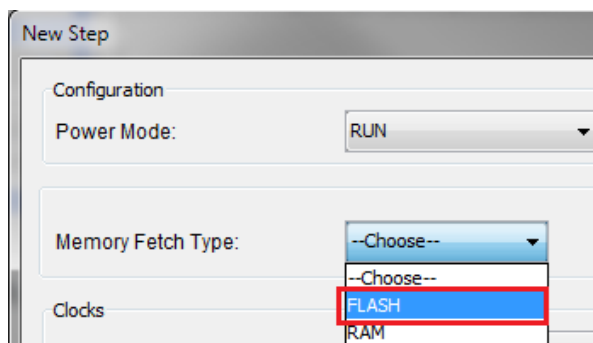 New Step
Configuration
Power Mode: RUN
Memory Fetch Type: --Choose--
--Choose--
FLASH
Clocks
RAM